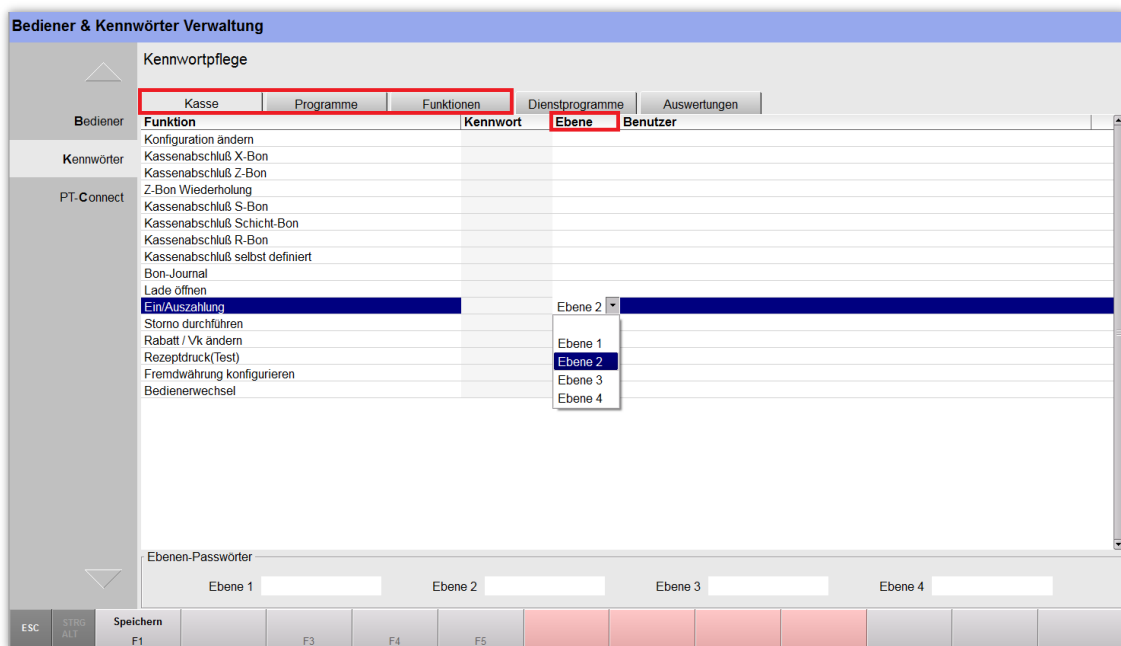 Bediener & Kennwörter Verwaltung
Kennwortpflege
Kasse Programme Funktionen Dienstprogramme Auswertungen
Bediener
Kennwörter
PT-Connect
Funktion Kennwort Ebene Benutzer
Konfiguration ändern
Kassenabschluß X-Bon
Kassenabschluß Z-Bon
Z-Bon Wiederholung
Kassenabschluß S-Bon
Kassenabschluß Schicht-Bon
Kassenabschluß R-Bon
Kassenabschluß selbst definiert
Bon-Journal
Lade öffnen
Ein/Auszahlung Ebene 2
Storno durchführen
Rabatt / Vk ändern
Rezeptdruck(Test)
Fremdwährung konfigurieren
Bedienerwechsel
Ebene 1
Ebene 2
Ebene 3
Ebene 4
Ebenen-Passwörter
Ebene 1 Ebene 2 Ebene 3 Ebene 4
ESC
STRG
ALT
Speichern
F1 F3 F4 F5